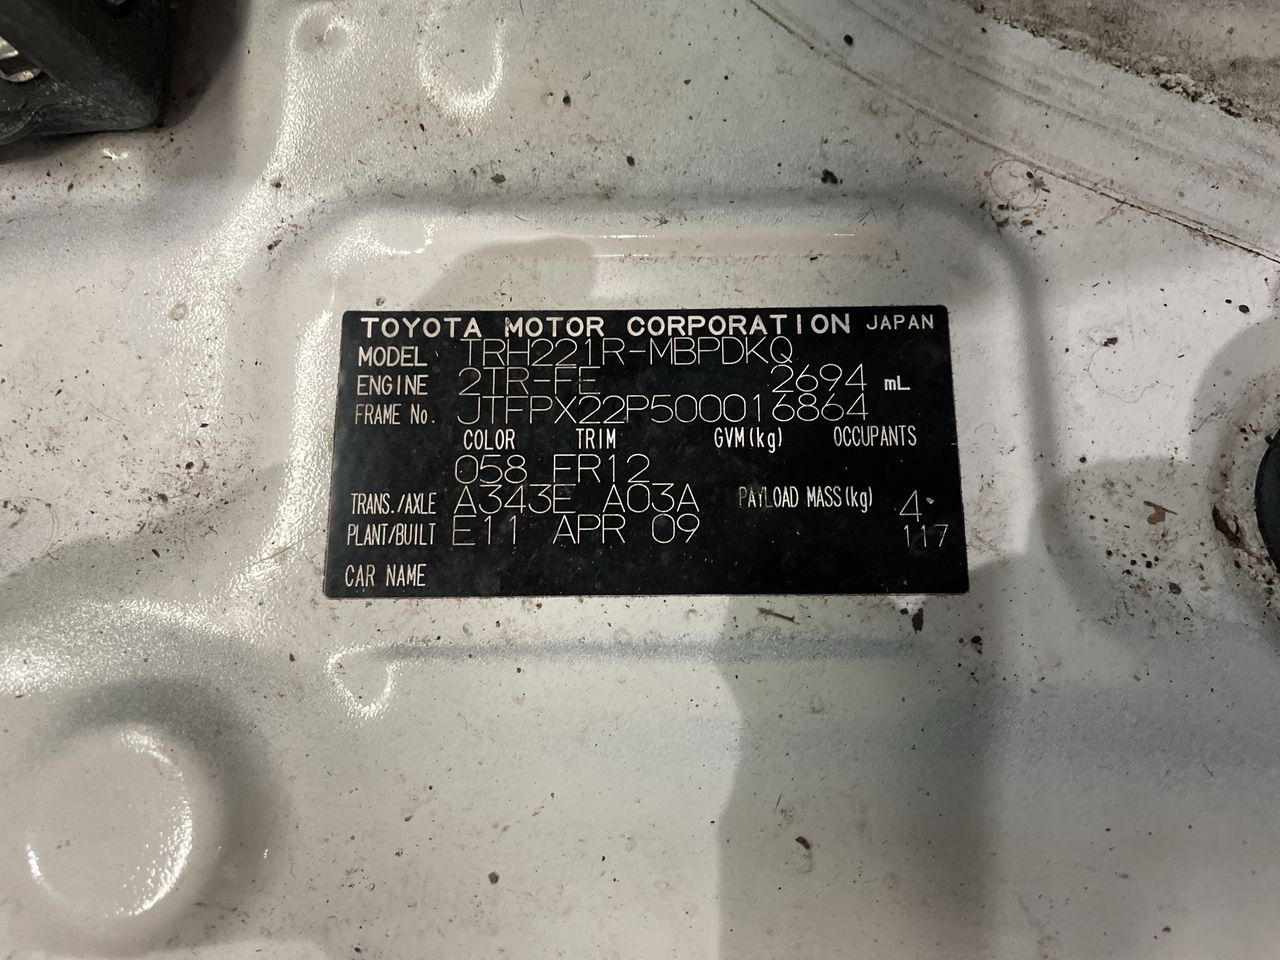 TOYOTA MOTOR CORPORATION JAPAN
MODEL TRH221R-MBPDKQ
ENGINE 2TR-FE 2694 mL
FRAME No. JTFPX22P500016864
COLOR TRIM GVM(kg) OCCUPANTS
058 FR12
TRANS./AXLE A343E A03A PAYLOAD MASS(kg) 4
PLANT/BUILT E11 APR 09 117
CAR NAME